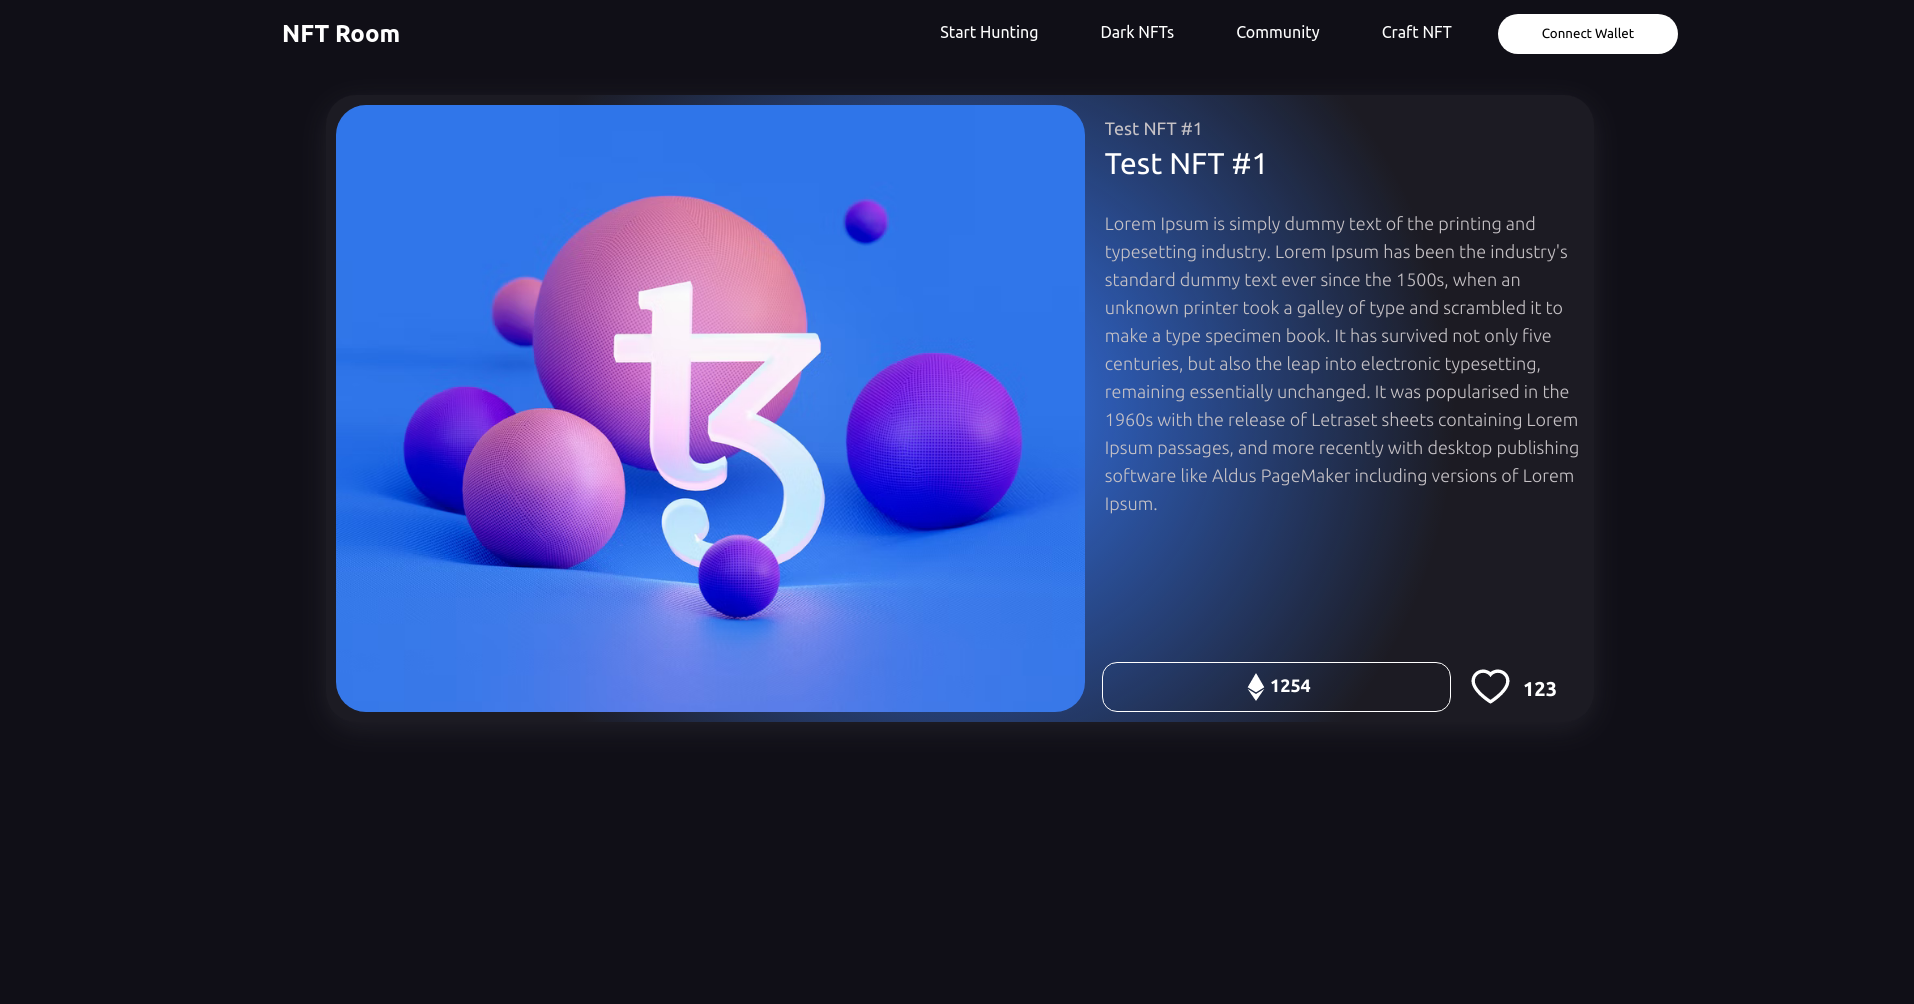 NFT Room
Start Hunting
Dark NFTs
Community
Craft NFT
Connect Wallet
Test NFT #1
Test NFT #1
Lorem Ipsum is simply dummy text of the printing and
typesetting industry. Lorem Ipsum has been the industry's
standard dummy text ever since the 1500s, when an
unknown printer took a galley of type and scrambled it to
make a type specimen book. It has survived not only five
centuries, but also the leap into electronic typesetting,
remaining essentially unchanged. It was popularised in the
1960s with the release of Letraset sheets containing Lorem
Ipsum passages, and more recently with desktop publishing
software like Aldus PageMaker including versions of Lorem
Ipsum.
1254
123